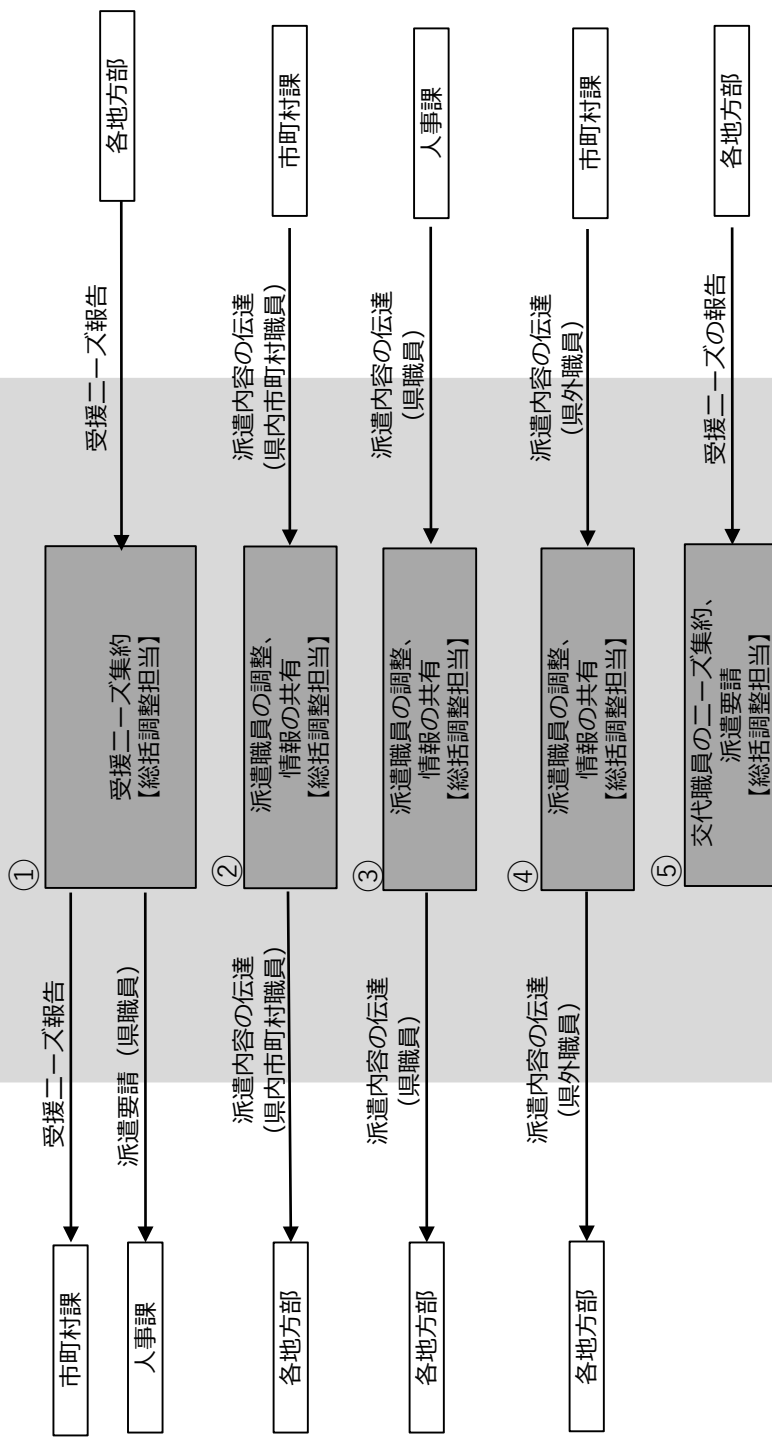 ①
各地方部
受援ニーズ報告
受援ニーズ集約
【総括調整担当】
受援ニーズ報告
市町村課
派遣要請（県職員）
人事課
②
市町村課
派遣内容の伝達
（県内市町村職員）
派遣職員の調整、
情報の共有
【総括調整担当】
派遣内容の伝達
（県内市町村職員）
各地方部
③
人事課
派遣内容の伝達
（県職員）
派遣職員の調整、
情報の共有
【総括調整担当】
派遣内容の伝達
（県職員）
各地方部
④
市町村課
派遣内容の伝達
（県外職員）
派遣職員の調整、
情報の共有
【総括調整担当】
派遣内容の伝達
（県外職員）
各地方部
⑤
各地方部
受援ニーズの報告
交代職員のニーズ集約、
派遣要請
【総括調整担当】